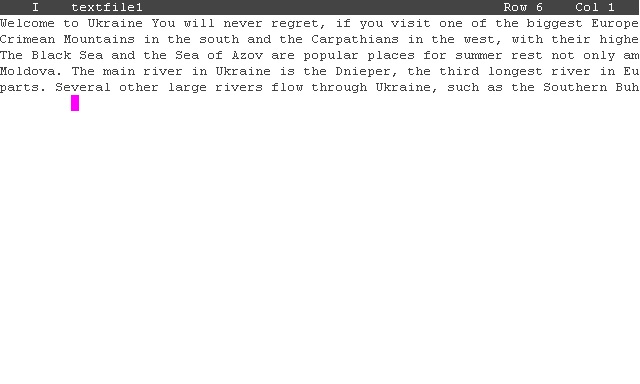 I textfile1 Row 6 Col 1
Welcome to Ukraine You will never regret, if you visit one of the biggest Europe
Crimean Mountains in the south and the Carpathians in the west, with their highe
The Black Sea and the Sea of Azov are popular places for summer rest not only am
Moldova. The main river in Ukraine is the Dnieper, the third longest river in Eu
parts. Several other large rivers flow through Ukraine, such as the Southern Buh